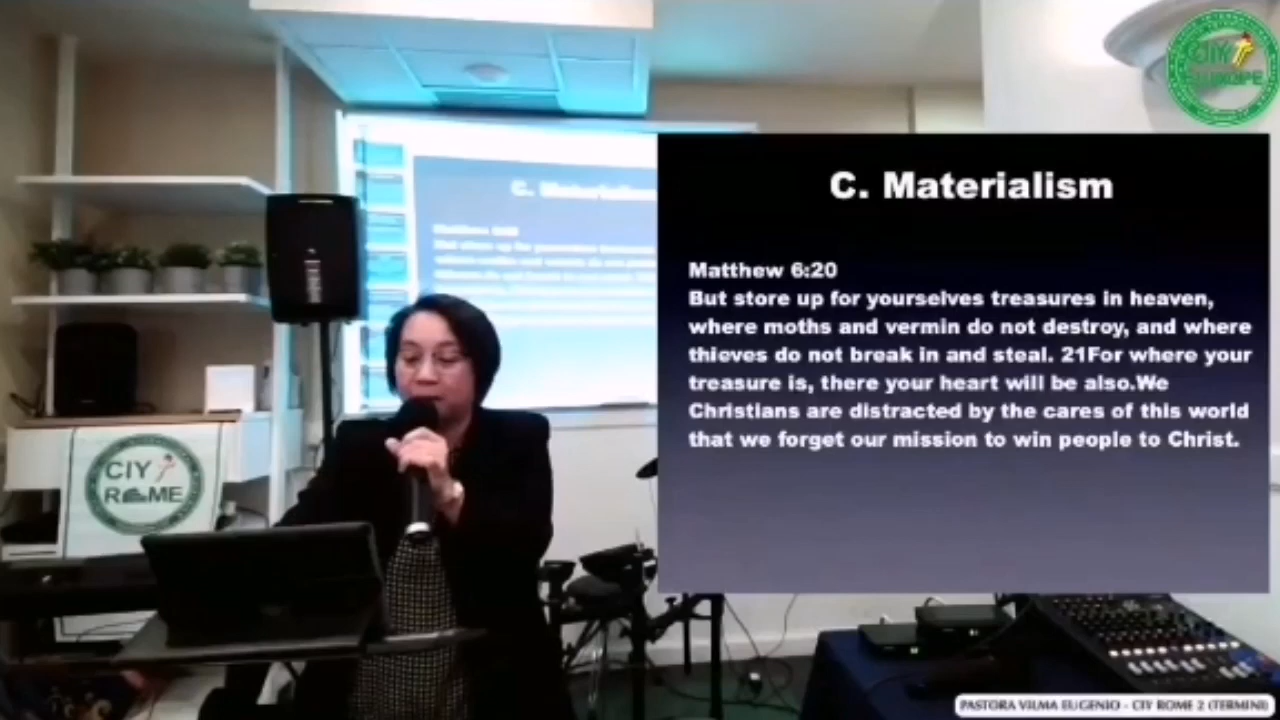 CIY
EUROPE
C. Materialism
Matthew 6:20
But store up for yourselves treasures in heaven,
where moths and vermin do not destroy, and where
thieves do not break in and steal. 21For where your
treasure is, there your heart will be also.We
Christians are distracted by the cares of this world
that we forget our mission to win people to Christ.
C. Materialism
CIY
ROME
PASTORA VILMA EUGENIO - CIY ROME 2 (TERMINI)